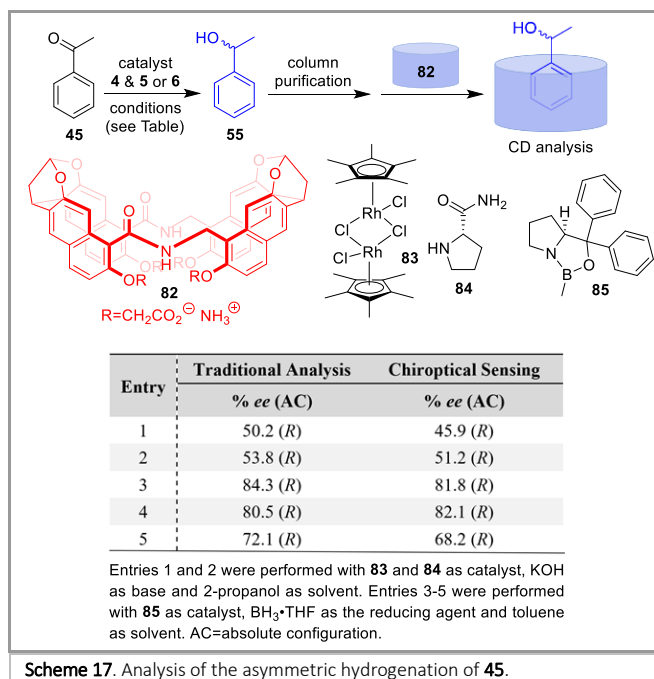 O
HO
catalyst
4 & 5 or 6
conditions
(see Table)
column
purification
82
HO
45
55
CD analysis
O
O
O
O
O
O
NH
NH
O
N
H
OR
RO
OR
RO
82
R=CH2CO2⊖ NH3⊕
Rh
Cl
Cl
Cl
Cl
Rh
83
O
NH2
HN
84
H
N
B
O
85
Entry
Traditional Analysis
Chiroptical Sensing
% ee (AC)
% ee (AC)
1 50.2 (R) 45.9 (R)
2 53.8 (R) 51.2 (R)
3 84.3 (R) 81.8 (R)
4 80.5 (R) 82.1 (R)
5 72.1 (R) 68.2 (R)
Entries 1 and 2 were performed with 83 and 84 as catalyst, KOH
as base and 2-propanol as solvent. Entries 3-5 were performed
with 85 as catalyst, BH3•THF as the reducing agent and toluene
as solvent. AC=absolute configuration.
Scheme 17. Analysis of the asymmetric hydrogenation of 45.